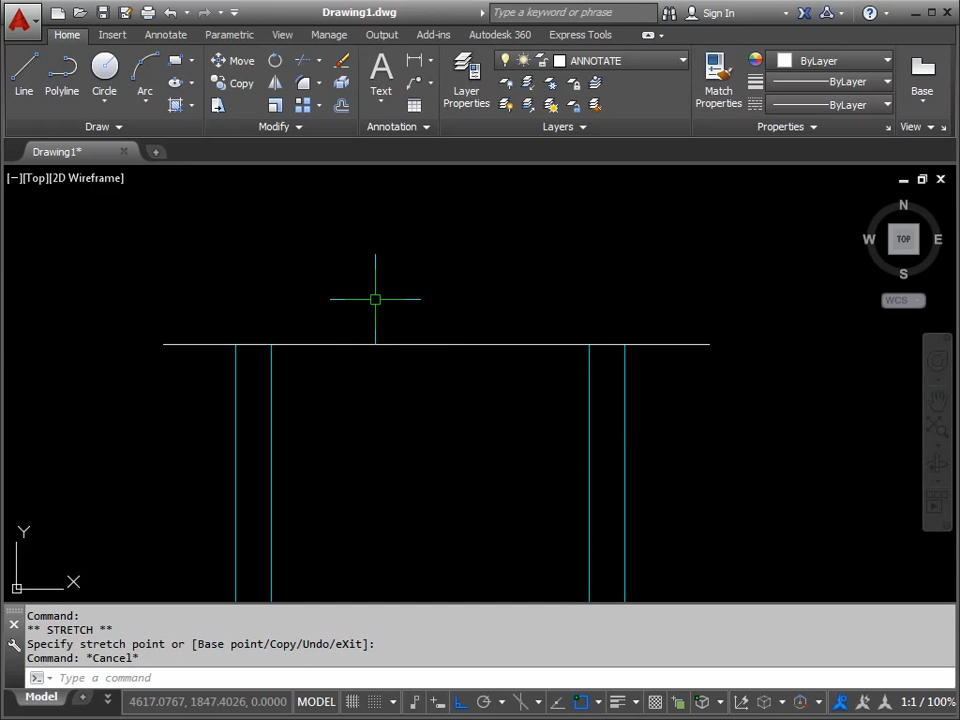 Drawing1.dwg
Type a keyword or phrase
Sign In
Home Insert Annotate Parametric View Manage Output Add-ins Autodesk 360 Express Tools
Line
Polyline
Circle
Arc
Move
Copy
Text
Layer
Properties
ANNOTATE
Match
Properties
ByLayer
ByLayer
ByLayer
Base
Draw Modify Annotation Layers Properties View
Drawing1*
[−][Top][2D Wireframe]
N
W TOP E
S
WCS
Y
X
Command:
** STRETCH **
Specify stretch point or [Base point/Copy/Undo/eXit]:
Command: *Cancel*
Type a command
Model
4617.0767, 1847.4026, 0.0000 MODEL 1:1 / 100%